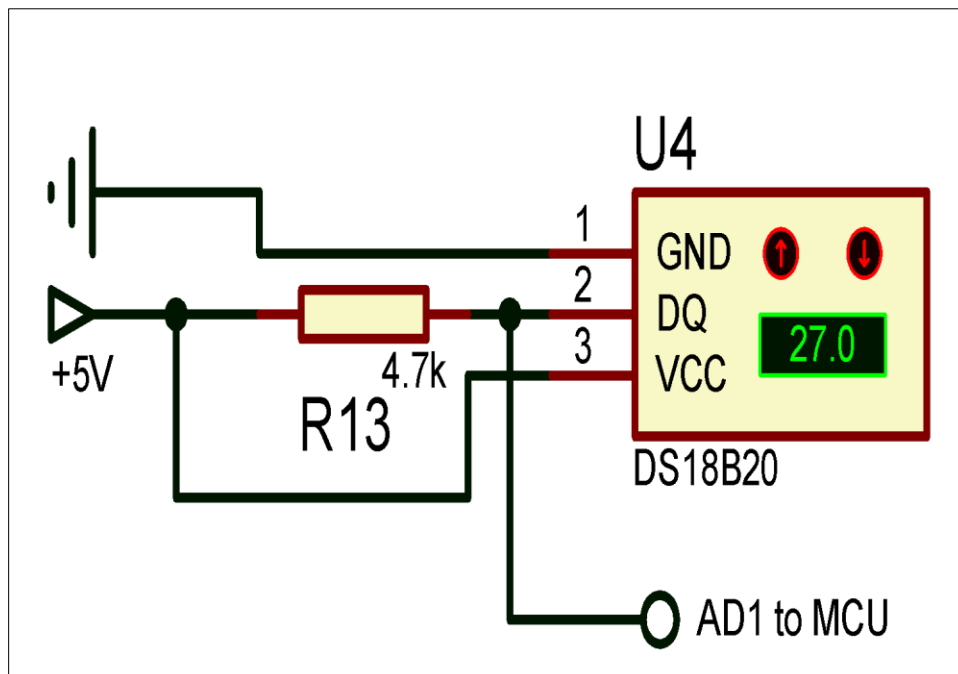 U4
1
GND ↑ ↓
2
DQ
27.0
3
VCC
+5V
4.7k
R13
DS18B20
AD1 to MCU